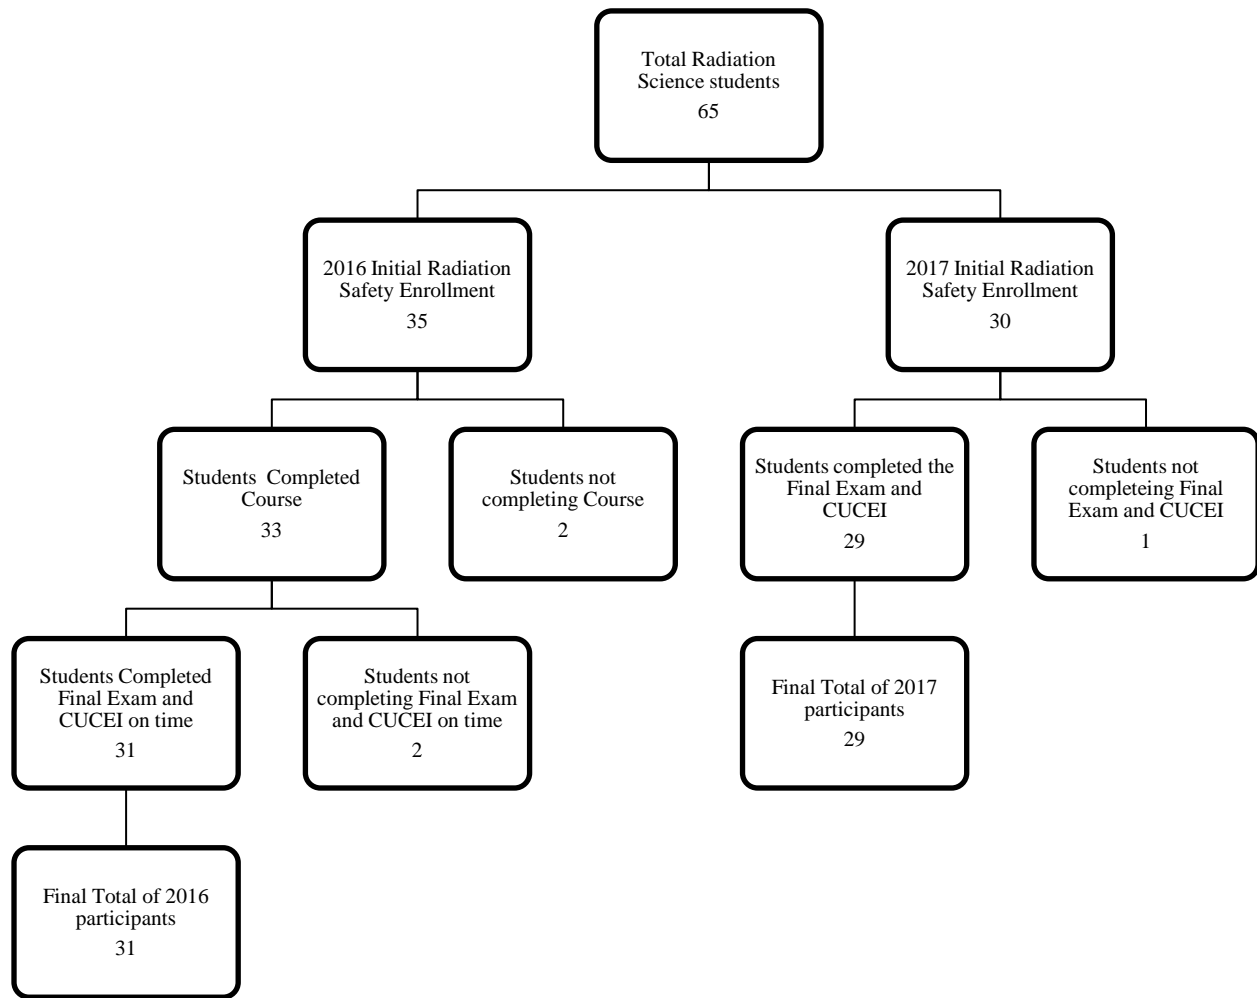 Total Radiation
Science students
65
2016 Initial Radiation
Safety Enrollment
35
2017 Initial Radiation
Safety Enrollment
30
Students  Completed
Course
33
Students not
completing Course
2
Students completed the
Final Exam and
CUCEI
29
Students not
completeing Final
Exam and CUCEI
1
Students Completed
Final Exam and
CUCEI on time
31
Students not
completing Final Exam
and CUCEI on time
2
Final Total of 2017
participants
29
Final Total of 2016
participants
31